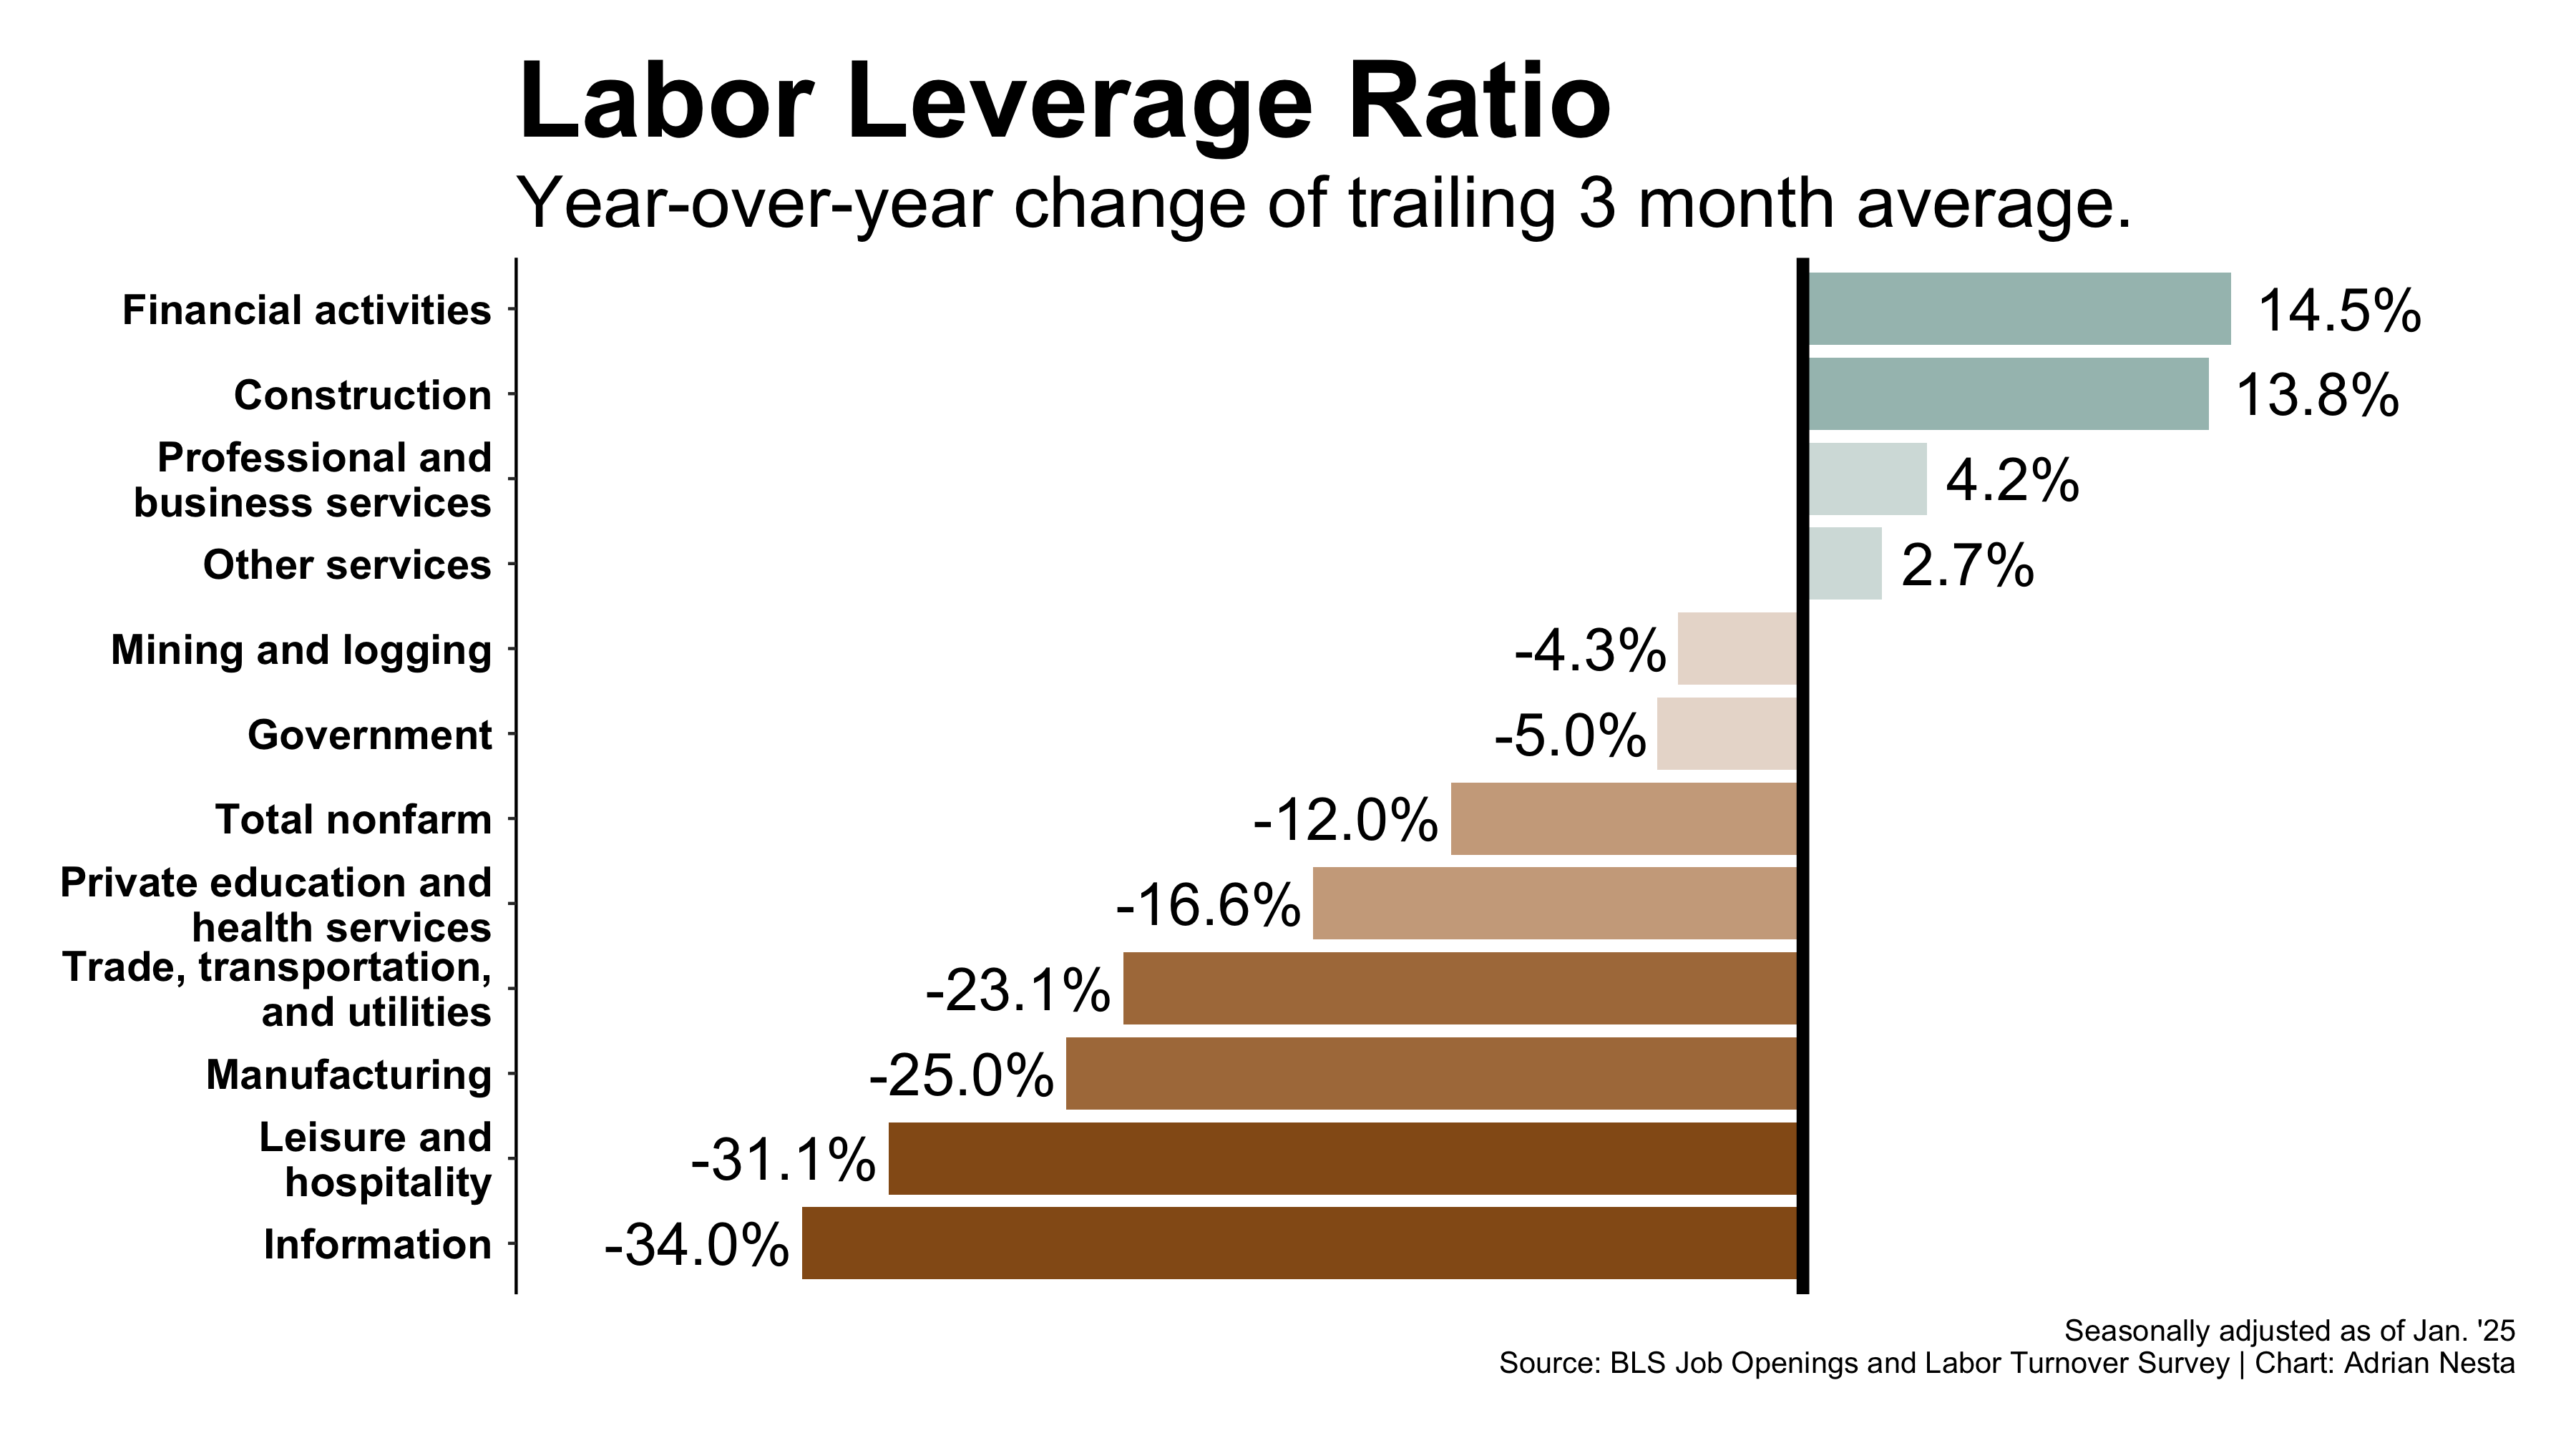 Labor Leverage Ratio
Year-over-year change of trailing 3 month average.
Financial activities
14.5%
Construction
13.8%
Professional and
business services
4.2%
Other services
2.7%
Mining and logging
-4.3%
Government
-5.0%
Total nonfarm
-12.0%
Private education and
health services
-16.6%
Trade, transportation,
and utilities
-23.1%
Manufacturing
-25.0%
Leisure and
hospitality
-31.1%
Information
-34.0%
Seasonally adjusted as of Jan. '25
Source: BLS Job Openings and Labor Turnover Survey | Chart: Adrian Nesta